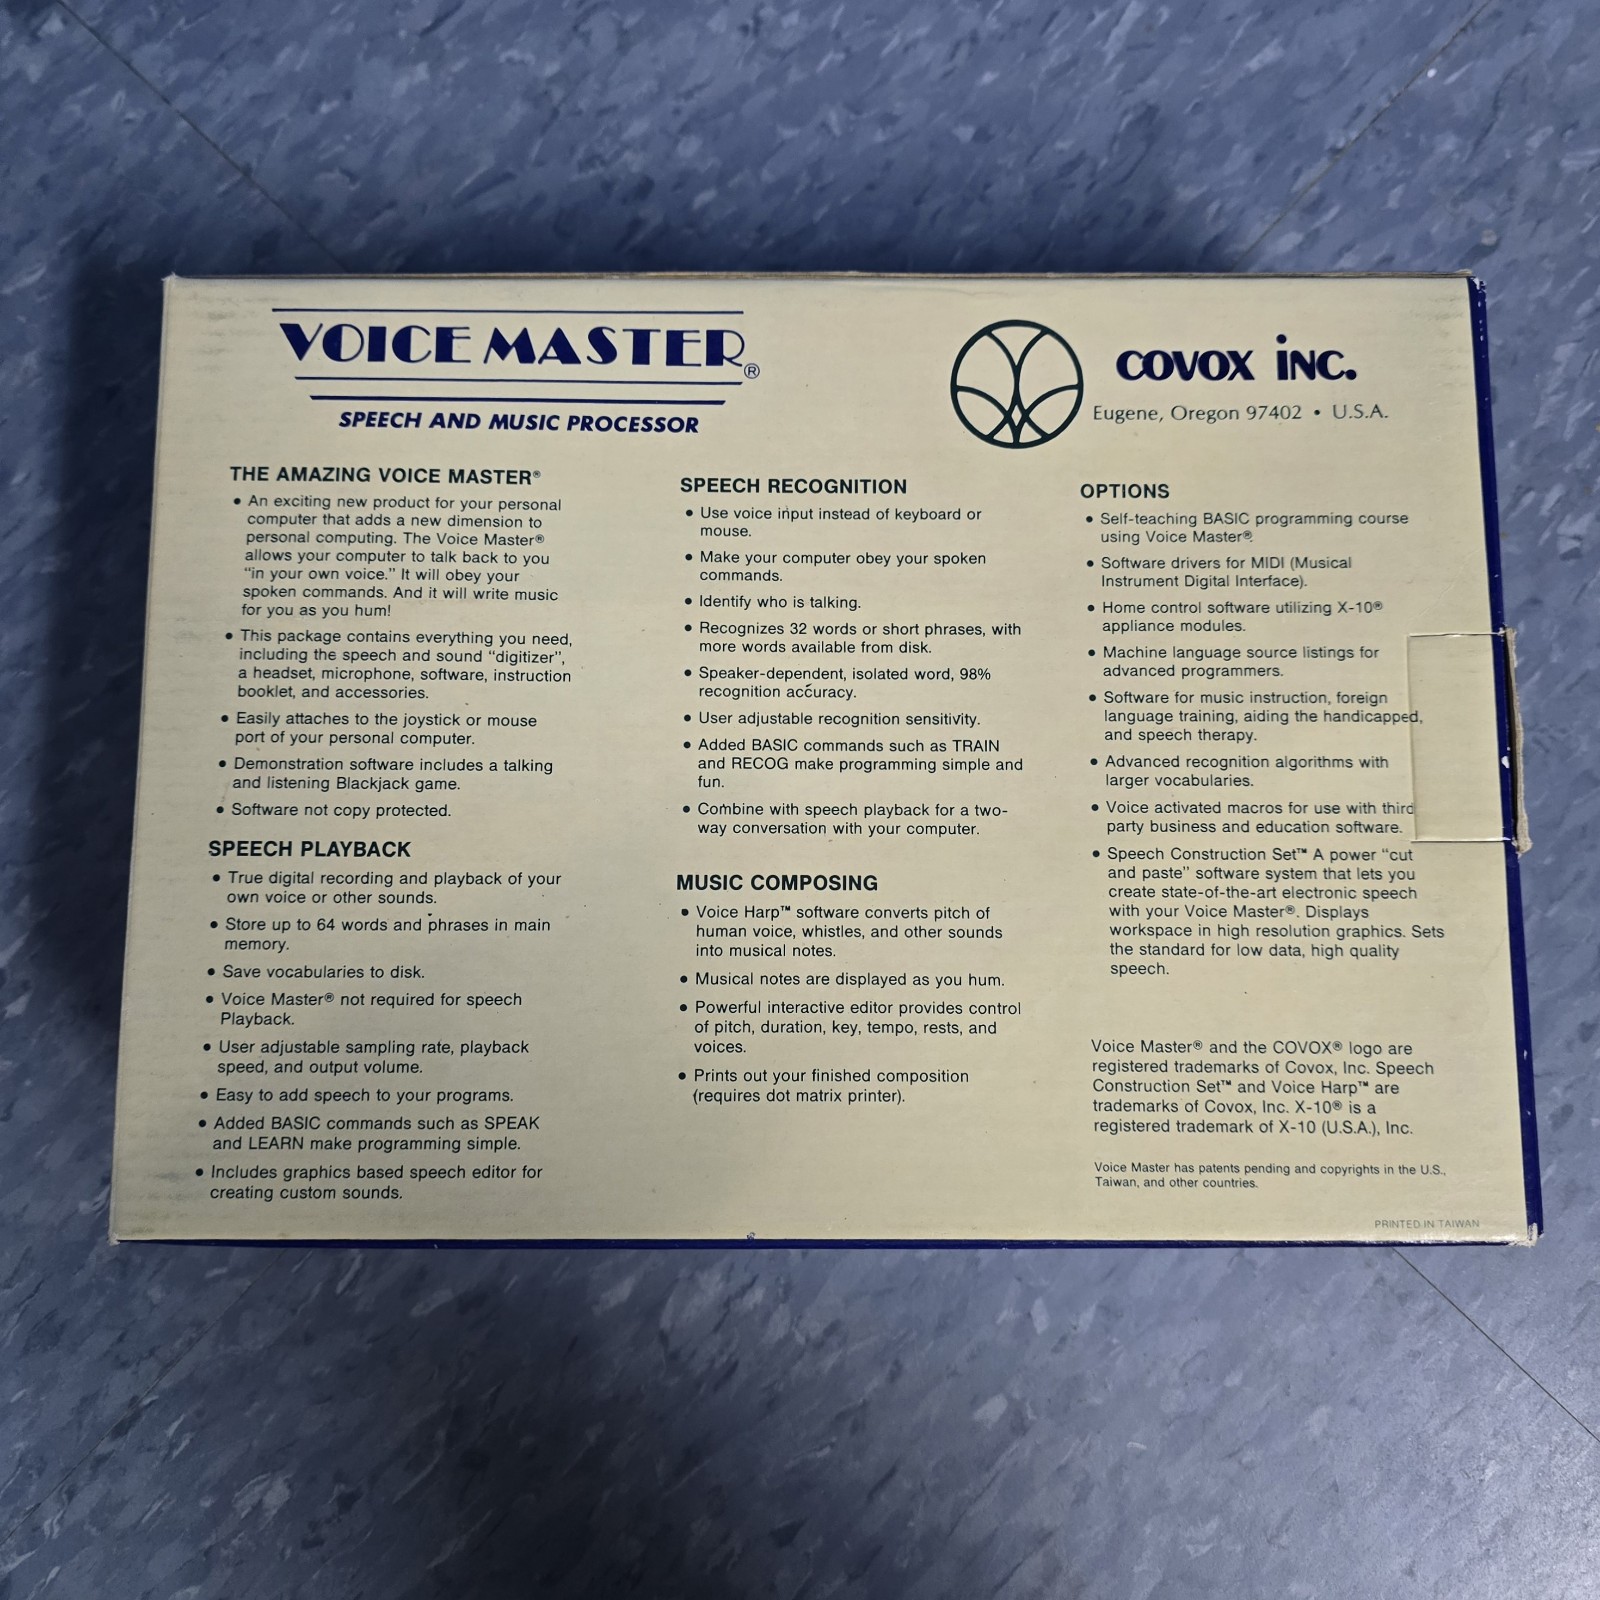 VOICE MASTER®
SPEECH AND MUSIC PROCESSOR
COVOX INC.
Eugene, Oregon 97402 • U.S.A.
THE AMAZING VOICE MASTER®
• An exciting new product for your personal
computer that adds a new dimension to
personal computing. The Voice Master®
allows your computer to talk back to you
"in your own voice." It will obey your
spoken commands. And it will write music
for you as you hum!
• This package contains everything you need,
including the speech and sound "digitizer",
a headset, microphone, software, instruction
booklet, and accessories.
• Easily attaches to the joystick or mouse
port of your personal computer.
• Demonstration software includes a talking
and listening Blackjack game.
• Software not copy protected.
SPEECH PLAYBACK
• True digital recording and playback of your
own voice or other sounds.
• Store up to 64 words and phrases in main
memory.
• Save vocabularies to disk.
• Voice Master® not required for speech
Playback.
• User adjustable sampling rate, playback
speed, and output volume.
• Easy to add speech to your programs.
• Added BASIC commands such as SPEAK
and LEARN make programming simple.
• Includes graphics based speech editor for
creating custom sounds.
SPEECH RECOGNITION
• Use voice input instead of keyboard or
mouse.
• Make your computer obey your spoken
commands.
• Identify who is talking.
• Recognizes 32 words or short phrases, with
more words available from disk.
• Speaker-dependent, isolated word, 98%
recognition accuracy.
• User adjustable recognition sensitivity.
• Added BASIC commands such as TRAIN
and RECOG make programming simple and
fun.
• Combine with speech playback for a two-
way conversation with your computer.
MUSIC COMPOSING
• Voice Harp™ software converts pitch of
human voice, whistles, and other sounds
into musical notes.
• Musical notes are displayed as you hum.
• Powerful interactive editor provides control
of pitch, duration, key, tempo, rests, and
voices.
• Prints out your finished composition
(requires dot matrix printer).
OPTIONS
• Self-teaching BASIC programming course
using Voice Master®.
• Software drivers for MIDI (Musical
Instrument Digital Interface).
• Home control software utilizing X-10®
appliance modules.
• Machine language source listings for
advanced programmers.
• Software for music instruction, foreign
language training, aiding the handicapped,
and speech therapy.
• Advanced recognition algorithms with
larger vocabularies.
• Voice activated macros for use with third
party business and education software.
• Speech Construction Set™ A power "cut
and paste" software system that lets you
create state-of-the-art electronic speech
with your Voice Master®. Displays
workspace in high resolution graphics. Sets
the standard for low data, high quality
speech.
Voice Master® and the COVOX® logo are
registered trademarks of Covox, Inc. Speech
Construction Set™ and Voice Harp™ are
trademarks of Covox, Inc. X-10® is a
registered trademark of X-10 (U.S.A.), Inc.
Voice Master has patents pending and copyrights in the U.S.,
Taiwan, and other countries.
PRINTED IN TAIWAN